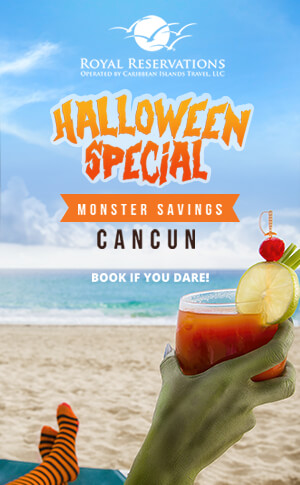 ROYAL RESERVATIONS
OPERATED BY CARIBBEAN ISLANDS TRAVEL, LLC
HALLOWEEN
SPECIAL
MONSTER SAVINGS
CANCUN
BOOK IF YOU DARE!